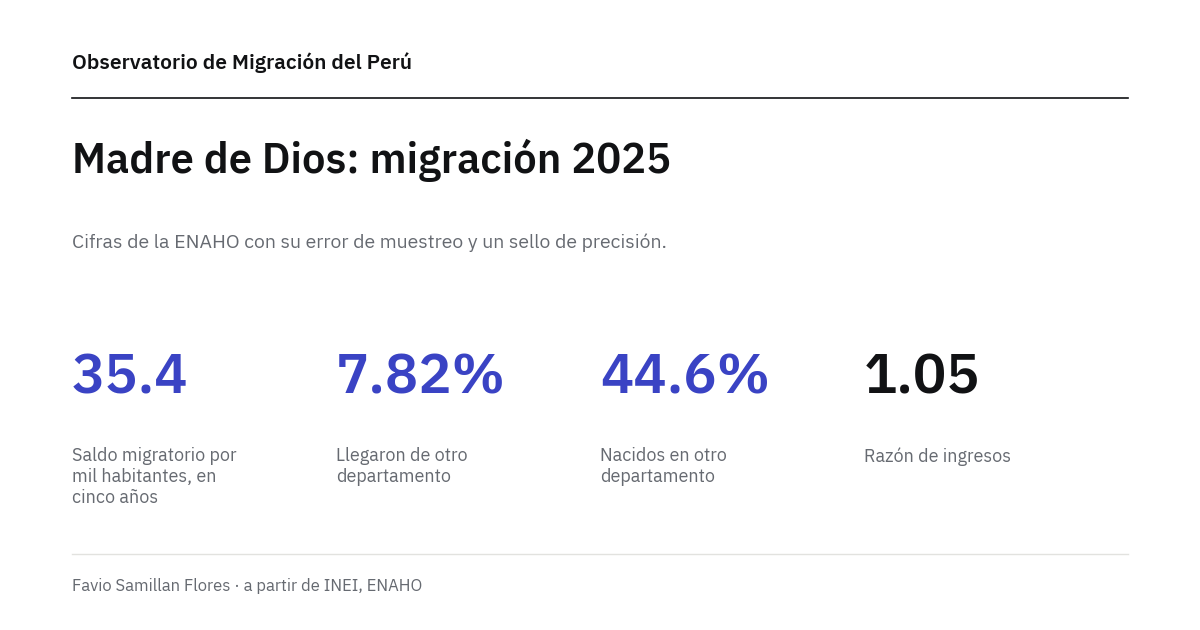 Observatorio de Migración del Perú
Madre de Dios: migración 2025
Cifras de la ENAHO con su error de muestreo y un sello de precisión.
35.4
Saldo migratorio por
mil habitantes, en
cinco años
7.82%
Llegaron de otro
departamento
44.6%
Nacidos en otro
departamento
1.05
Razón de ingresos
Favio Samillan Flores · a partir de INEI, ENAHO